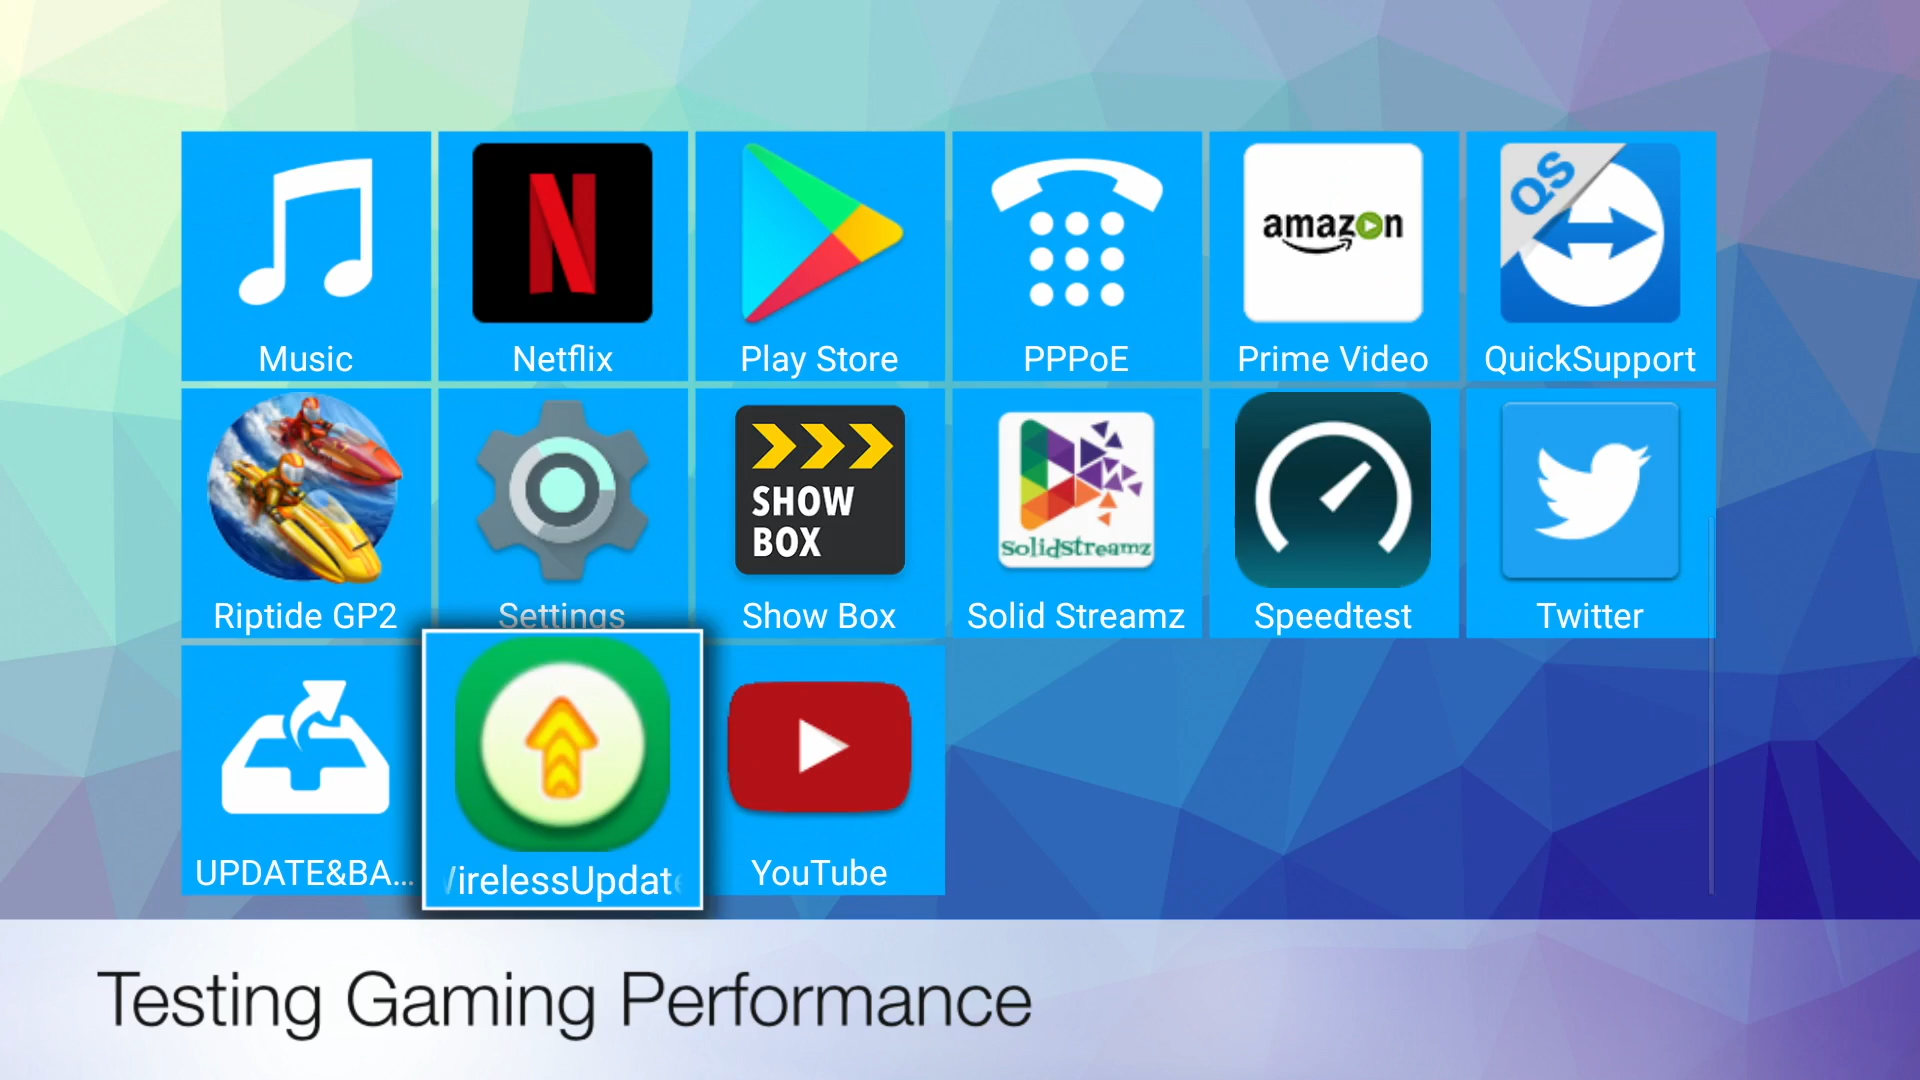 amazon
QS
Music
Netflix
Play Store
PPPoE
Prime Video
QuickSupport
SHOW
BOX
solidstreamz
Riptide GP2
Settings
Show Box
Solid Streamz
Speedtest
Twitter
UPDATE&BA...
irelessUpdat
YouTube
Testing Gaming Performance